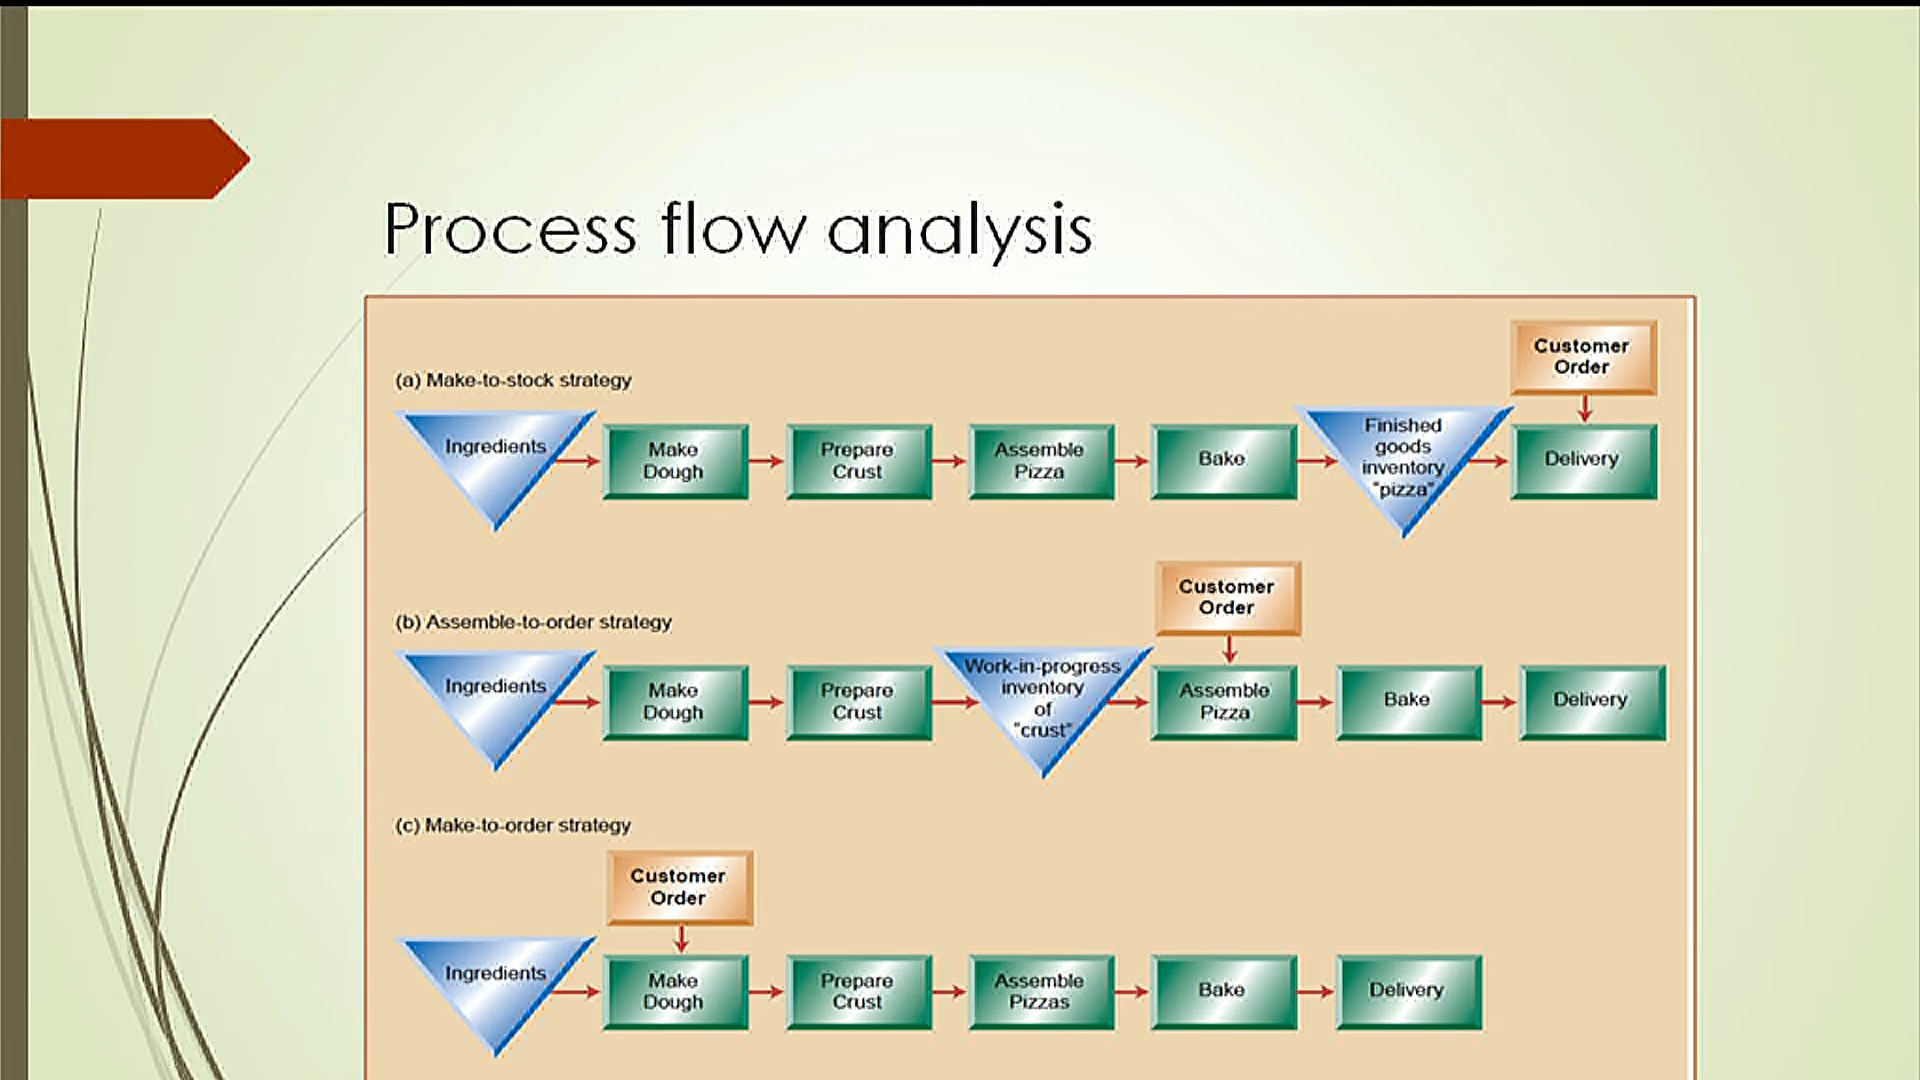 Process flow analysis
Customer
Order
(a) Make-to-stock strategy
Ingredients
Make
Dough
Prepare
Crust
Assemble
Pizza
Bake
Finished
goods
inventory
"pizza"
Delivery
Customer
Order
(b) Assemble-to-order strategy
Ingredients
Make
Dough
Prepare
Crust
Work-in-progress
inventory
of
"crust"
Assemble
Pizza
Bake
Delivery
(c) Make-to-order strategy
Customer
Order
Ingredients
Make
Dough
Prepare
Crust
Assemble
Pizzas
Bake
Delivery